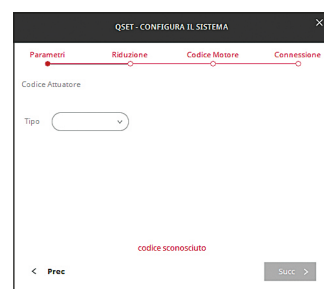 QSET - CONFIGURA IL SISTEMA
Parametri Riduzione Codice Motore Connessione
Codice Attuatore
Tipo
codice sconosciuto
< Prec Succ >